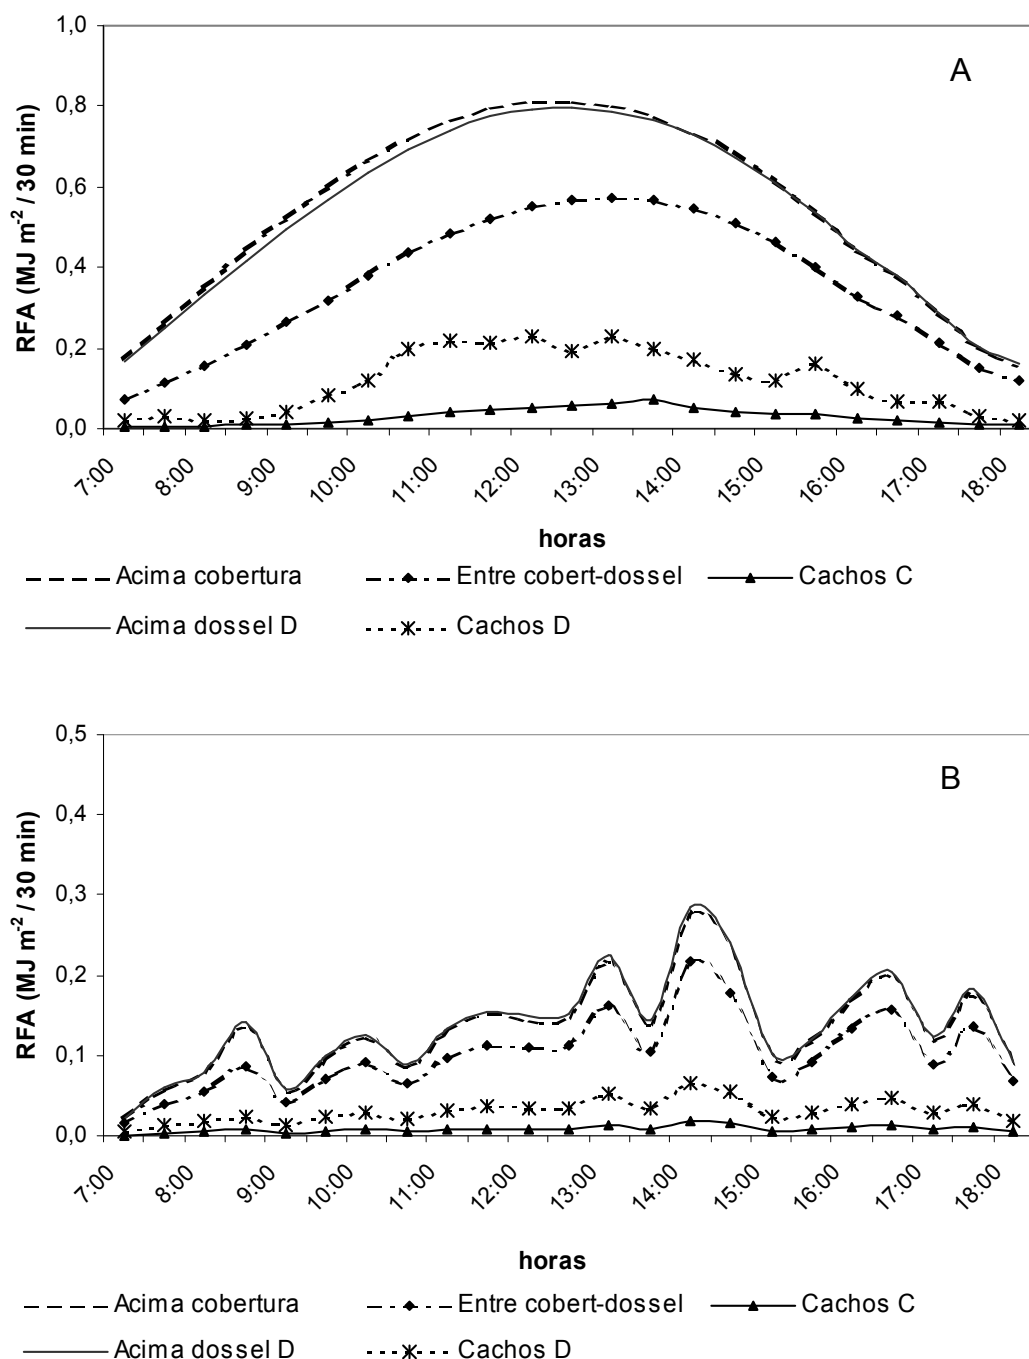 1,0
A
0,8
0,6
0,4
0,2
0,0
RFA (MJ m⁻² / 30 min)
7:00 8:00 9:00 10:00 11:00 12:00 13:00 14:00 15:00 16:00 17:00 18:00
horas
Acima cobertura Entre cobert-dossel Cachos C
Acima dossel D Cachos D
0,5
B
0,4
0,3
0,2
0,1
0,0
RFA (MJ m⁻² / 30 min)
7:00 8:00 9:00 10:00 11:00 12:00 13:00 14:00 15:00 16:00 17:00 18:00
horas
Acima cobertura Entre cobert-dossel Cachos C
Acima dossel D Cachos D